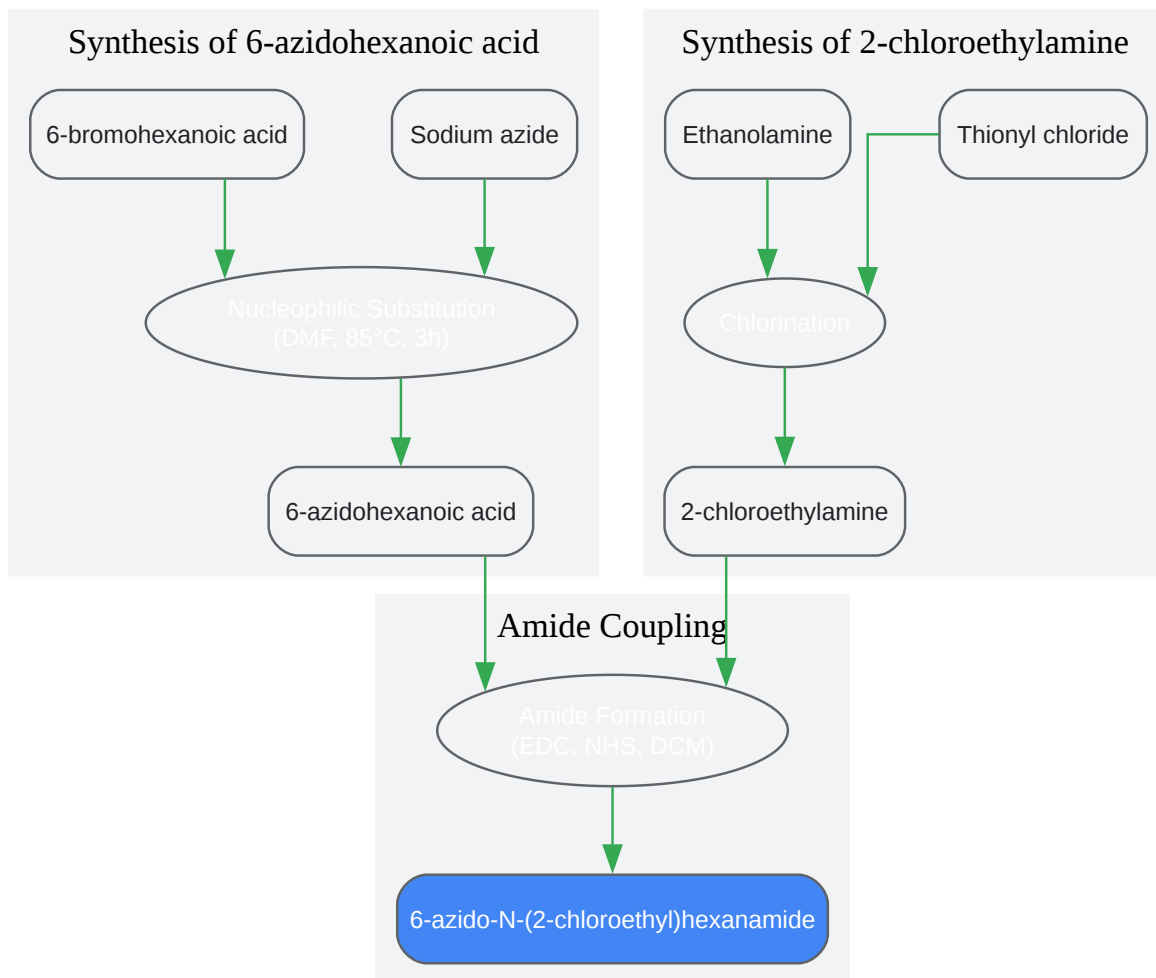 Synthesis of 6-azidohexanoic acid
6-bromohexanoic acid
Sodium azide
Nucleophilic Substitution
(DMF, 85°C, 3h)
6-azidohexanoic acid
Synthesis of 2-chloroethylamine
Ethanolamine
Thionyl chloride
Chlorination
2-chloroethylamine
Amide Coupling
Amide Formation
(EDC, NHS, DCM)
6-azido-N-(2-chloroethyl)hexanamide